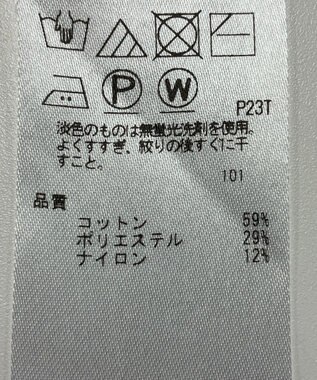 P W
P23T
淡色のものは無蛍光洗剤を使用。
よくすすぎ、絞りの後すぐに干
すこと。
101
品質
コットン 59%
ポリエステル 29%
ナイロン 12%